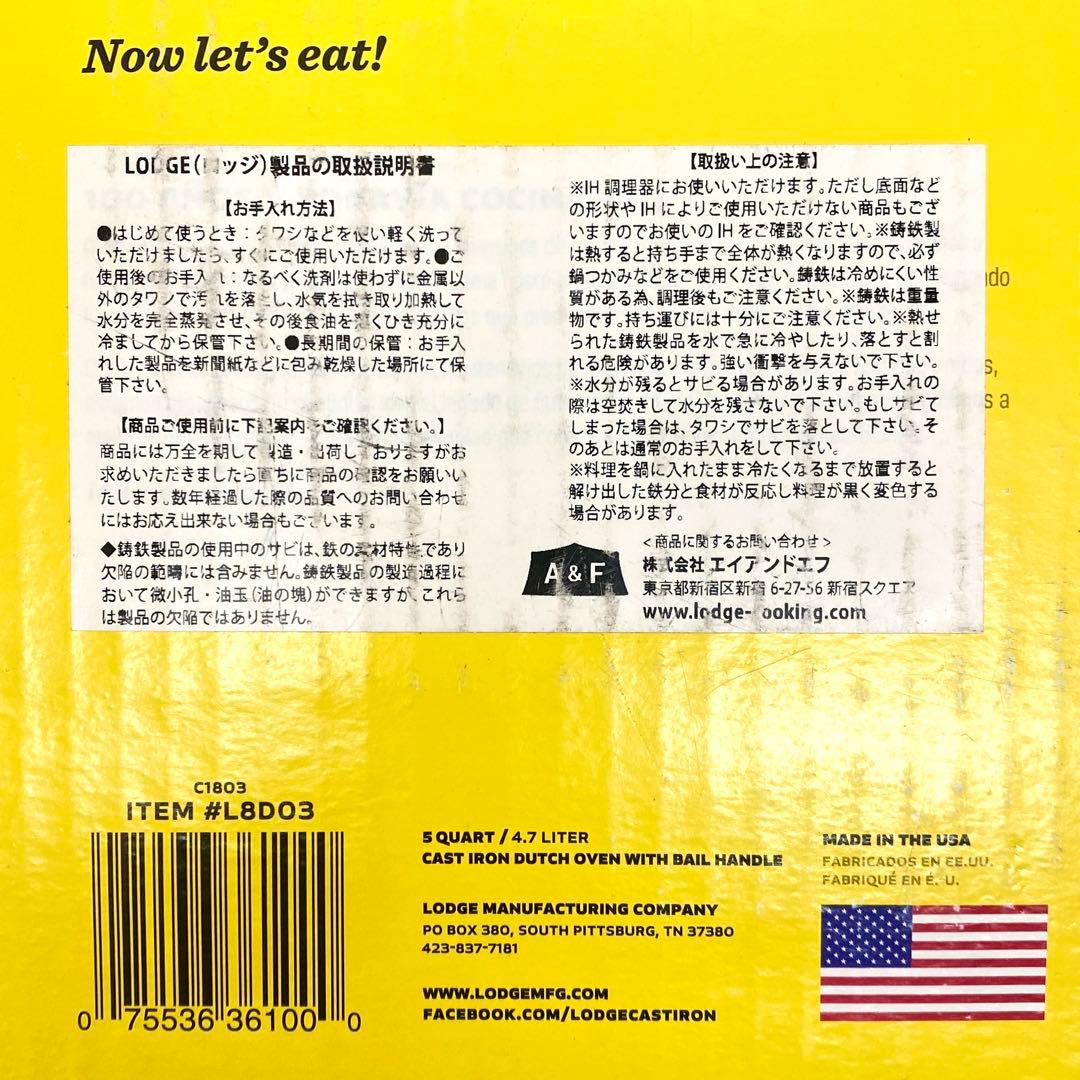 Now let's eat!
LODGE(ロッジ)製品の取扱説明書
【お手入れ方法】
●はじめて使うとき：タワシなどを使い軽く洗って
いただけましたら、すぐにご使用いただけます。●ご
使用後のお手入れ：なるべく洗剤は使わずに金属以
外のタワシで汚れを落とし、水気を拭き取り加熱して
水分を完全蒸発させ、その後食油を薄くひき充分に
冷ましてから保管下さい。●長期間の保管：お手入
れした製品を新聞紙などに包み乾燥した場所にて保
管下さい。
【商品ご使用前に下記案内をご確認ください。】
商品には万全を期して製造・出荷しておりますがお
求めいただきましたら直ちに商品の確認をお願いい
たします。数年経過した際の品質へのお問い合わせ
にはお応え出来ない場合もございます。
◆鋳鉄製品の使用中のサビは、鉄の素材特性であり
欠陥の範疇には含みません。鋳鉄製品の製造過程に
おいて微小孔・油玉(油の塊)ができますが、これら
は製品の欠陥ではありません。
【取扱い上の注意】
※IH 調理器にお使いいただけます。ただし底面など
の形状や IH によりご使用いただけない商品もござ
いますのでお使いの IH をご確認ください。※鋳鉄製
は熱すると持ち手まで全体が熱くなりますので、必ず
鍋つかみなどをご使用ください。鋳鉄は冷めにくい性
質がある為、調理後もご注意ください。※鋳鉄は重量
物です。持ち運びには十分にご注意ください。※熱せ
られた鋳鉄製品を水で急に冷やしたり、落とすと割
れる危険があります。強い衝撃を与えないで下さい。
※水分が残るとサビる場合があります。お手入れの
際は空焚きして水分を残さないで下さい。もしサビて
しまった場合は、タワシでサビを落として下さい。そ
のあとは通常のお手入れをして下さい。
※料理を鍋に入れたまま冷たくなるまで放置すると
解け出した鉄分と食材が反応し料理が黒く変色する
場合があります。
A&F
＜商品に関するお問い合わせ＞
株式会社 エイアンドエフ
東京都新宿区新宿 6-27-56 新宿スクエア
www.lodge-cooking.com
C1803
ITEM #L8DO3
0 75536 36100 0
5 QUART / 4.7 LITER
CAST IRON DUTCH OVEN WITH BAIL HANDLE
LODGE MANUFACTURING COMPANY
PO BOX 380, SOUTH PITTSBURG, TN 37380
423-837-7181
WWW.LODGEMFG.COM
FACEBOOK.COM/LODGECASTIRON
MADE IN THE USA
FABRICADOS EN EE.UU.
FABRIQUÉ EN É.-U.